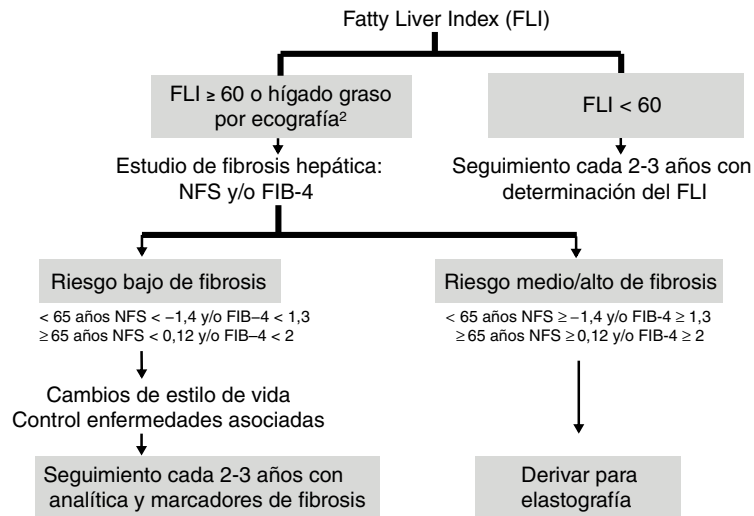 Fatty Liver Index (FLI)
FLI ≥ 60 o hígado graso
por ecografía²
FLI < 60
Estudio de fibrosis hepática:
NFS y/o FIB-4
Seguimiento cada 2-3 años con
determinación del FLI
Riesgo bajo de fibrosis
Riesgo medio/alto de fibrosis
< 65 años NFS < −1,4 y/o FIB–4 < 1,3
≥ 65 años NFS < 0,12 y/o FIB–4 < 2
< 65 años NFS ≥ −1,4 y/o FIB-4 ≥ 1,3
≥ 65 años NFS ≥ 0,12 y/o FIB-4 ≥ 2
Cambios de estilo de vida
Control enfermedades asociadas
Seguimiento cada 2-3 años con
analítica y marcadores de fibrosis
Derivar para
elastografía